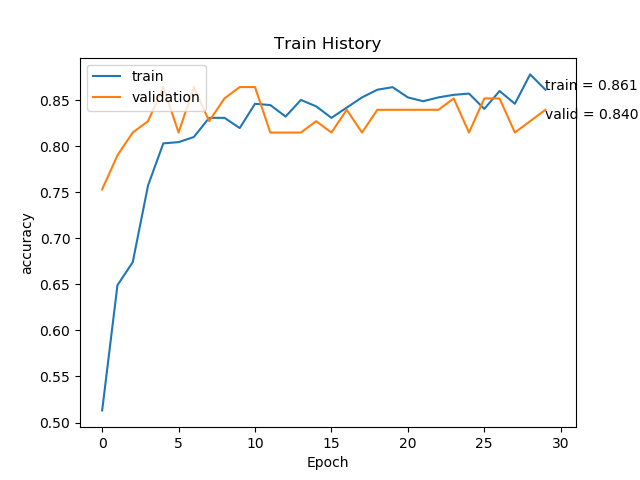 Train History
train
validation
train = 0.861
valid = 0.840
accuracy
0.85
0.80
0.75
0.70
0.65
0.60
0.55
0.50
0 5 10 15 20 25 30
Epoch